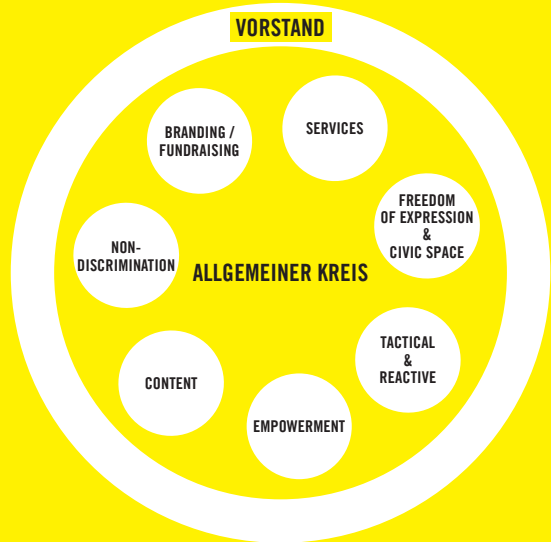 VORSTAND
BRANDING /
FUNDRAISING
SERVICES
FREEDOM
OF EXPRESSION
&
CIVIC SPACE
NON-
DISCRIMINATION
ALLGEMEINER KREIS
TACTICAL
&
REACTIVE
CONTENT
EMPOWERMENT